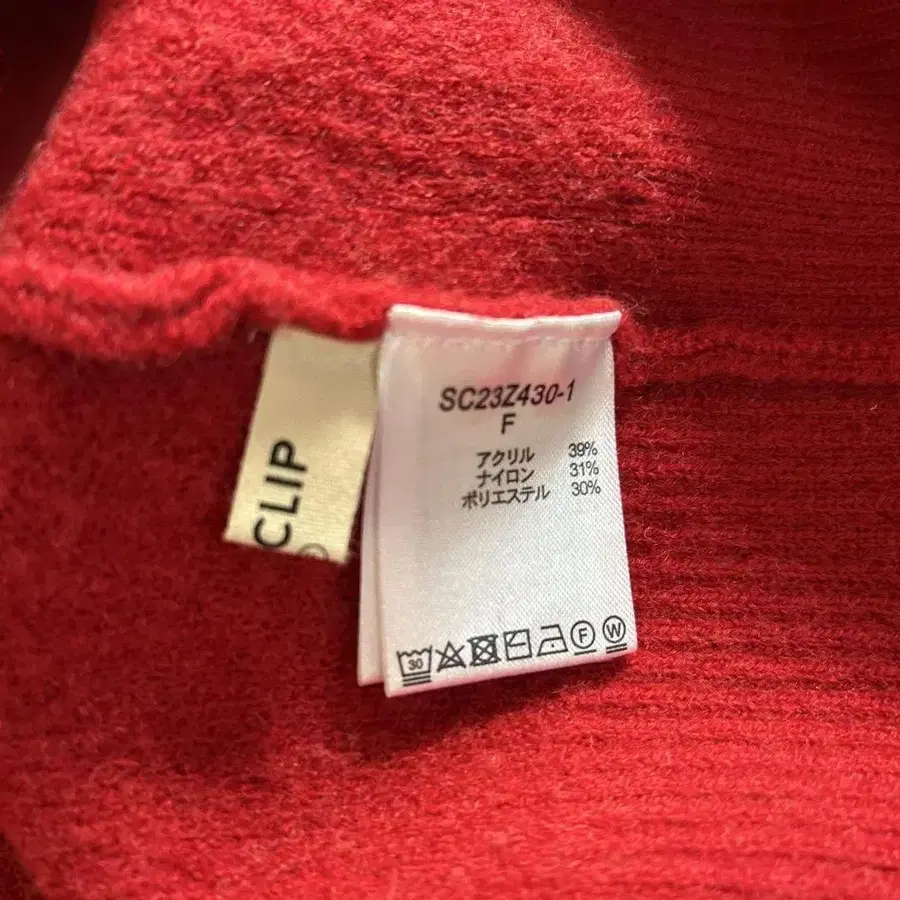 CLIP
SC23Z430-1
F
アクリル 39%
ナイロン 31%
ポリエステル 30%
30 F W